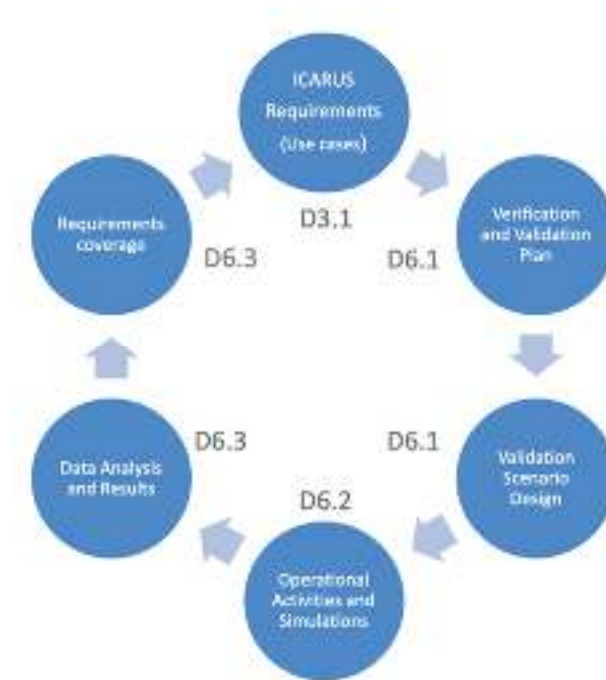 ICARUS
Requirements
(Use cases)
D3.1
Verification
and Validation
Plan
D6.1
Validation
Scenario
Design
D6.1
Operational
Activities and
Simulations
D6.2
Data Analysis
and Results
D6.3
Requirements
coverage
D6.3